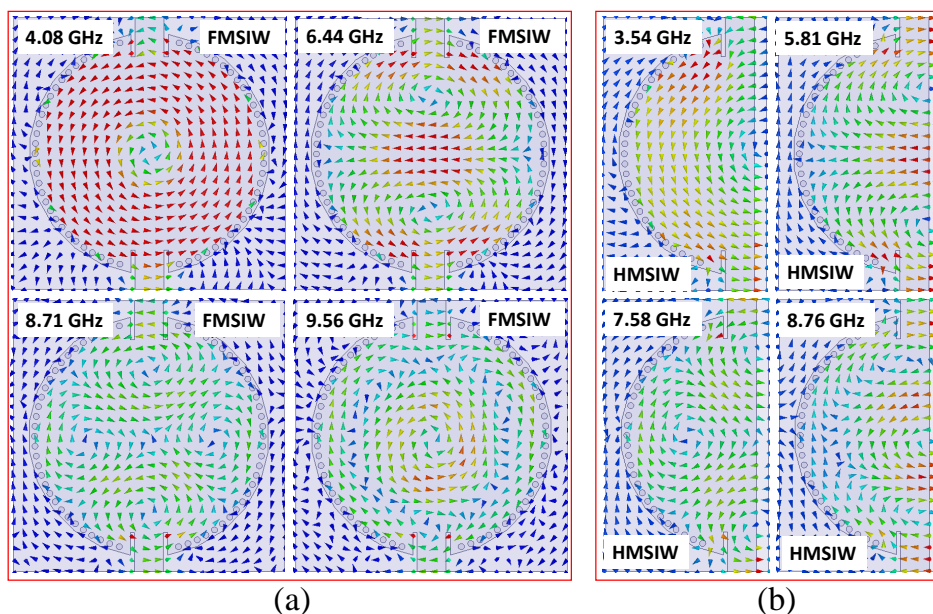 4.08 GHz FMSIW 6.44 GHz FMSIW 3.54 GHz 5.81 GHz
HMSIW HMSIW
8.71 GHz FMSIW 9.56 GHz FMSIW 7.58 GHz 8.76 GHz
HMSIW HMSIW
(a) (b)